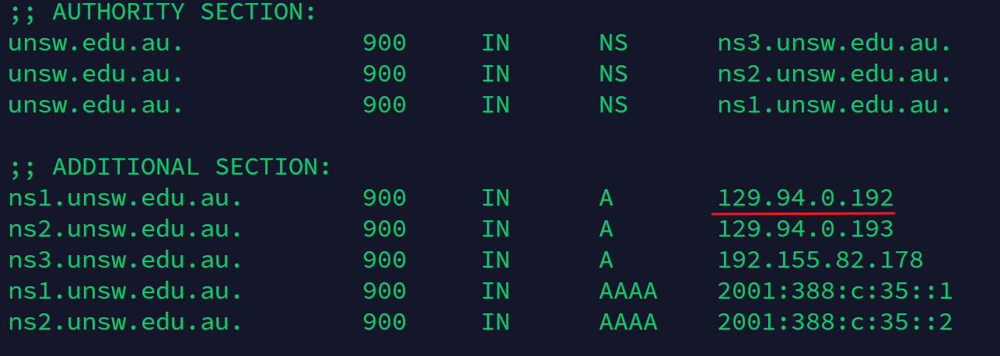 ;; AUTHORITY SECTION:
unsw.edu.au. 900 IN NS ns3.unsw.edu.au.
unsw.edu.au. 900 IN NS ns2.unsw.edu.au.
unsw.edu.au. 900 IN NS ns1.unsw.edu.au.
;; ADDITIONAL SECTION:
ns1.unsw.edu.au. 900 IN A 129.94.0.192
ns2.unsw.edu.au. 900 IN A 129.94.0.193
ns3.unsw.edu.au. 900 IN A 192.155.82.178
ns1.unsw.edu.au. 900 IN AAAA 2001:388:c:35::1
ns2.unsw.edu.au. 900 IN AAAA 2001:388:c:35::2